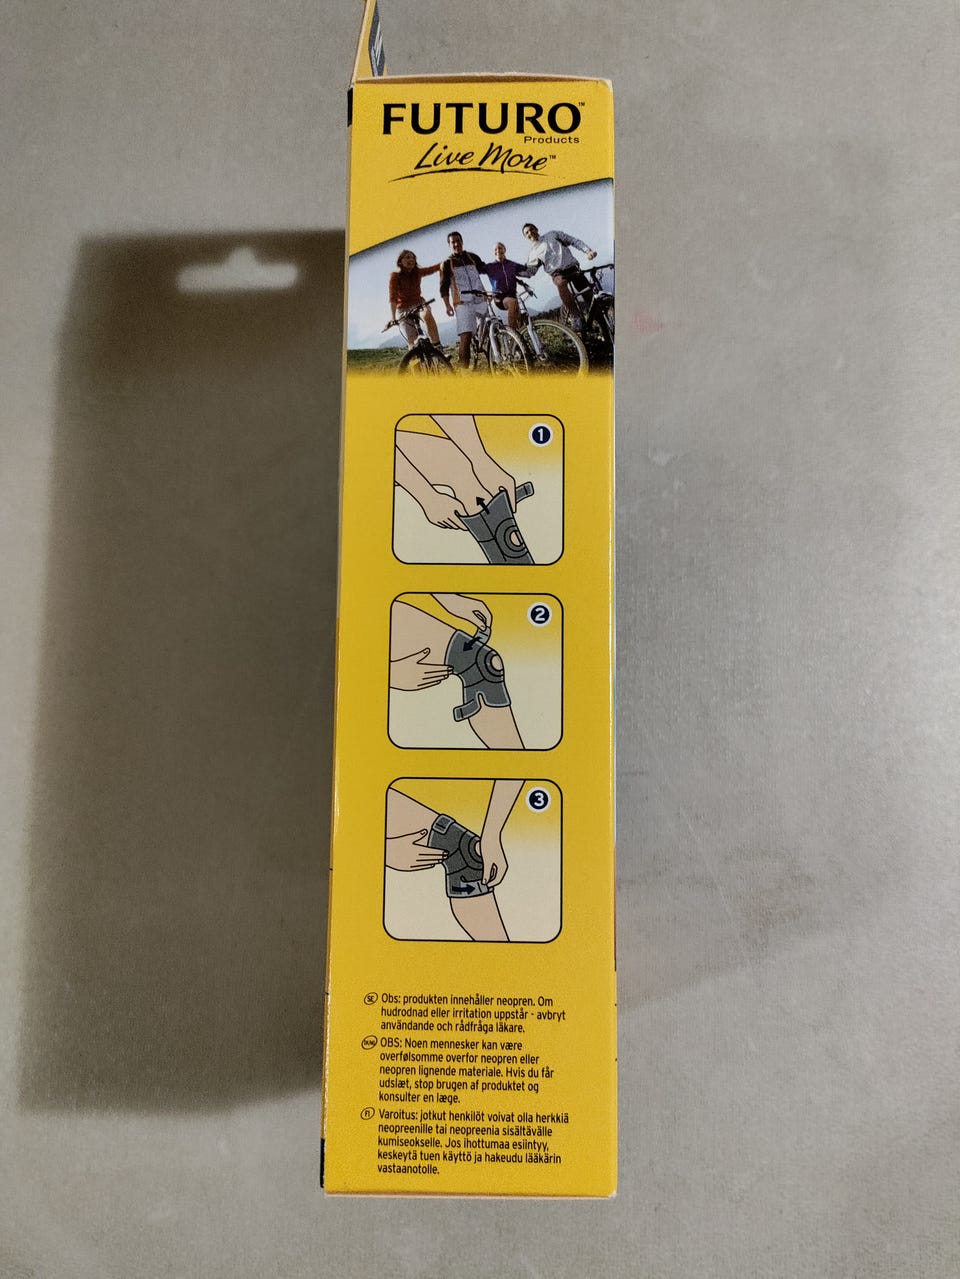 FUTURO™
Products
Live More™
1
2
3
SE Obs: produkten innehåller neopren. Om
hudrodnad eller irritation uppstår - avbryt
användande och rådfråga läkare.
DK/NO OBS: Noen mennesker kan være
overfølsomme overfor neopren eller
neopren lignende materiale. Hvis du får
udslæt, stop brugen af produktet og
konsulter en læge.
FI Varoitus: jotkut henkilöt voivat olla herkkiä
neopreenille tai neopreenia sisältävälle
kumiseokselle. Jos ihottumaa esiintyy,
keskeytä tuen käyttö ja hakeudu lääkärin
vastaanotolle.